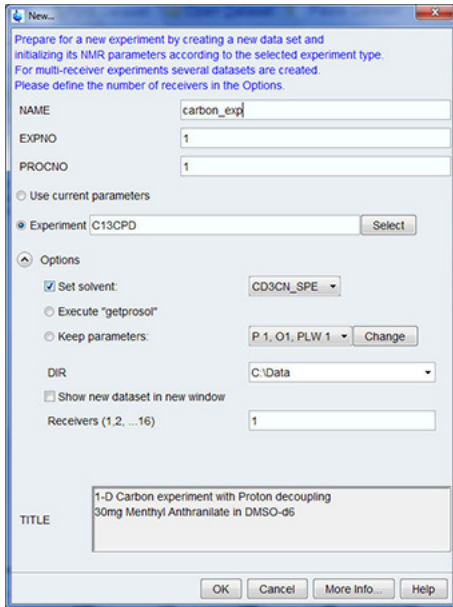 New...
Prepare for a new experiment by creating a new data set and
initializing its NMR parameters according to the selected experiment type.
For multi-receiver experiments several datasets are created.
Please define the number of receivers in the Options.
NAME carbon_exp
EXPNO 1
PROCNO 1
Use current parameters
Experiment C13CPD Select
Options
Set solvent: CD3CN_SPE
Execute "getprosol"
Keep parameters: P 1, O1, PLW 1 Change
DIR C:\Data
Show new dataset in new window
Receivers (1,2, ...16) 1
1-D Carbon experiment with Proton decoupling
TITLE 30mg Menthyl Anthranilate in DMSO-d6
OK Cancel More Info... Help